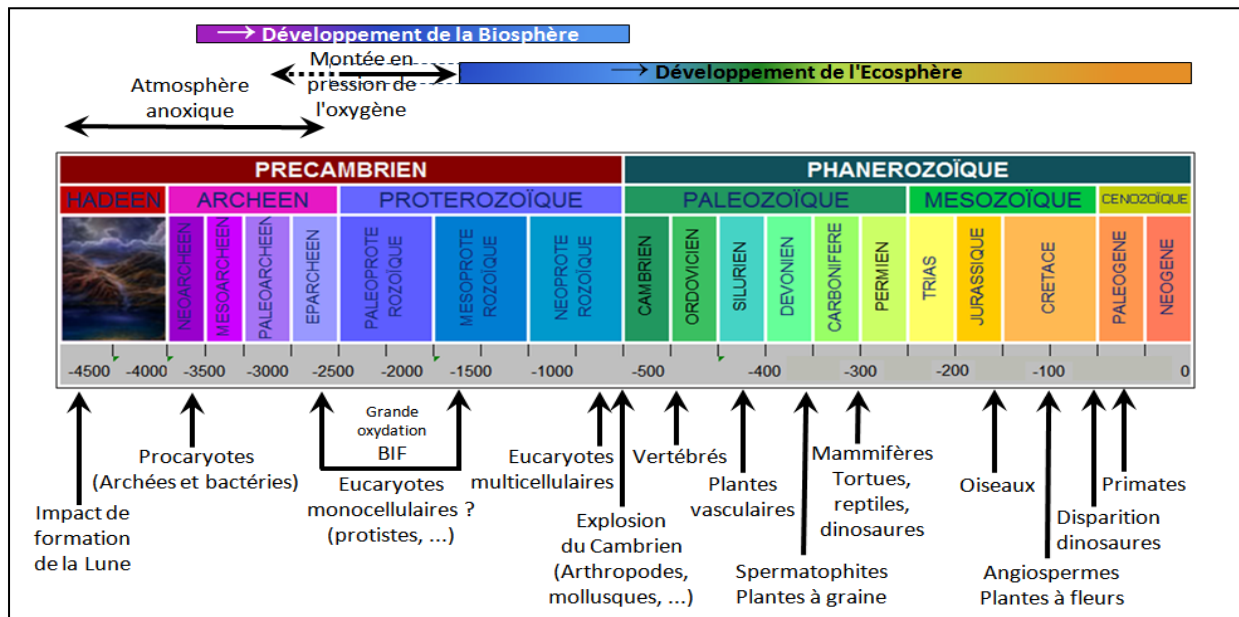 → Développement de la Biosphère
Montée en
pression de
l'oxygène
→ Développement de l'Ecosphère
Atmosphère
anoxique
PRECAMBRIEN
PHANEROZOÏQUE
HADEEN
ARCHEEN
PROTEROZOÏQUE
PALEOZOÏQUE
MESOZOÏQUE
CENOZOÏQUE
NEOARCHEEN
MESOARCHEEN
PALEOARCHEEN
EPARCHEEN
PALEOPROTE
ROZOÏQUE
MESOPROTE
ROZOÏQUE
NEOPROTE
ROZOÏQUE
CAMBRIEN
ORDOVICIEN
SILURIEN
DEVONIEN
CARBONIFERE
PERMIEN
TRIAS
JURASSIQUE
CRETACE
PALEOGENE
NEOGENE
-4500 -4000 -3500 -3000 -2500 -2000 -1500 -1000 -500 -400 -300 -200 -100 0
Impact de
formation
de la Lune
Procaryotes
(Archées et bactéries)
Grande
oxydation
BIF
Eucaryotes
monocellulaires ?
(protistes, ...)
Eucaryotes
multicellulaires
Explosion
du Cambrien
(Arthropodes,
mollusques, ...)
Vertébrés
Plantes
vasculaires
Spermatophites
Plantes à graine
Mammifères
Tortues,
reptiles,
dinosaures
Oiseaux
Angiospermes
Plantes à fleurs
Disparition
dinosaures
Primates